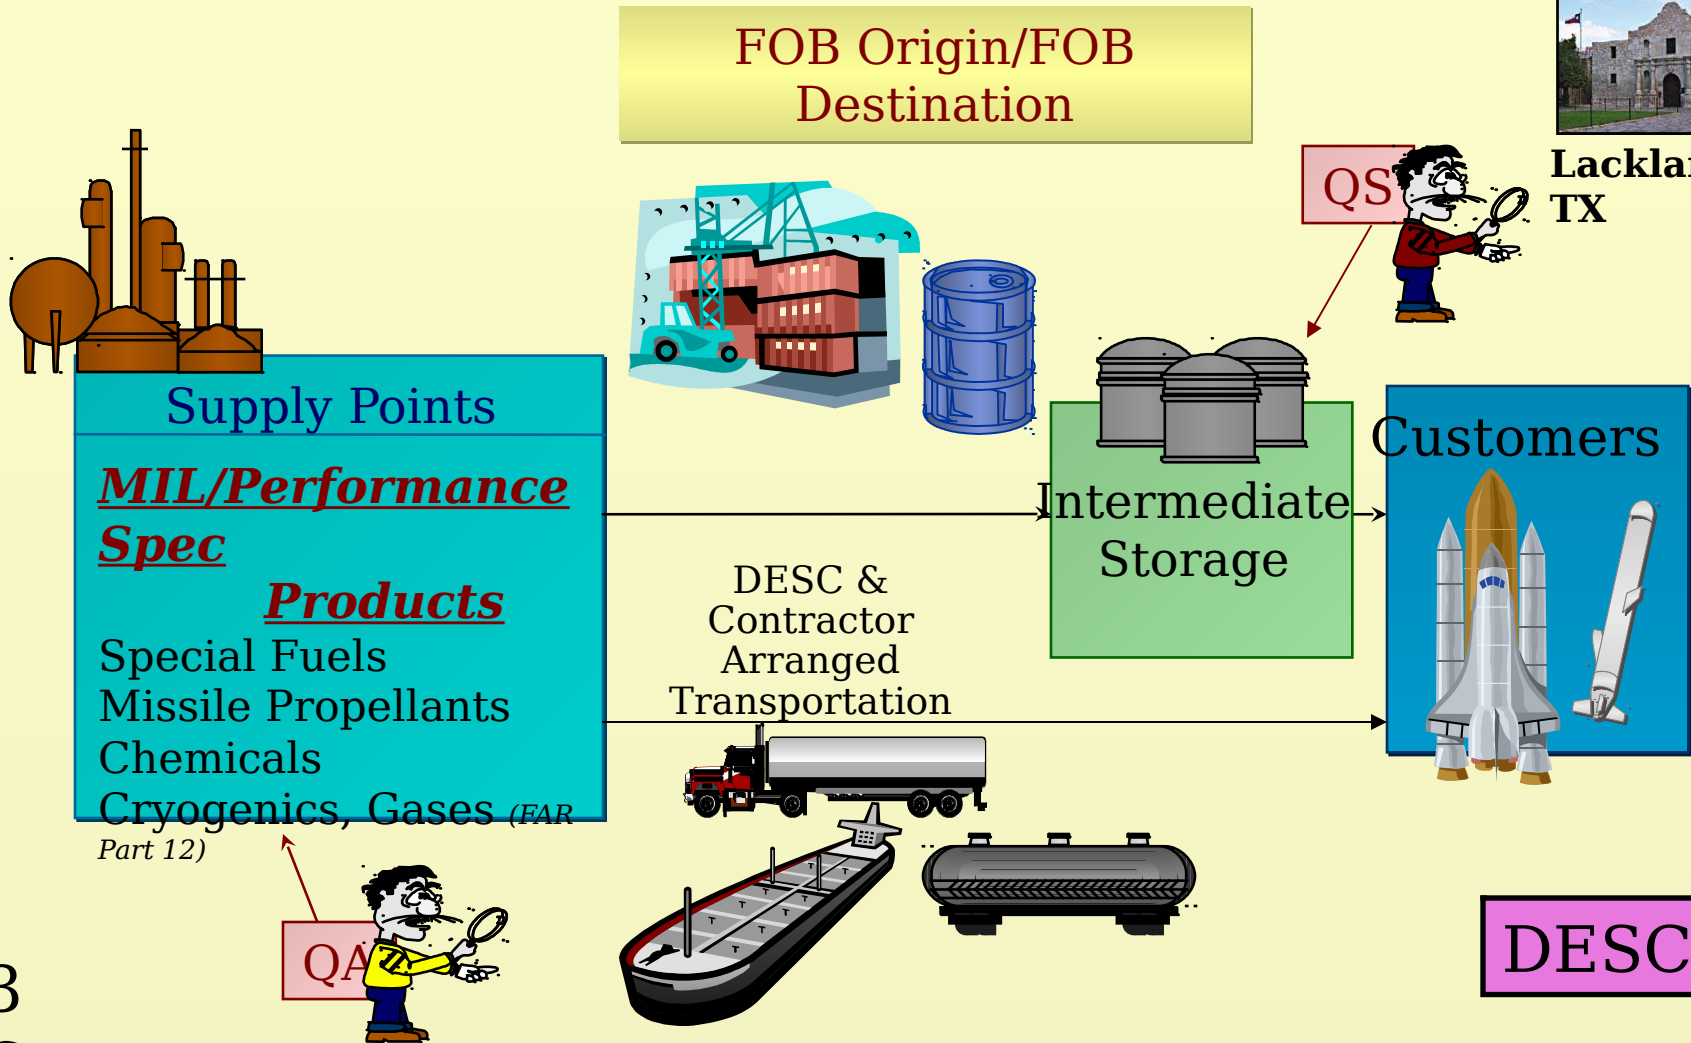 FOB Origin/FOB
Destination
QS
TX
Supply Points
MIL/Performance
Spec
Products
Special Fuels
Missile Propellants
Chemicals
Cryogenics, Gases (FAR
Part 12)
QA
DESC &
Contractor
Arranged
Transportation
Intermediate
Storage
Customers
DESC